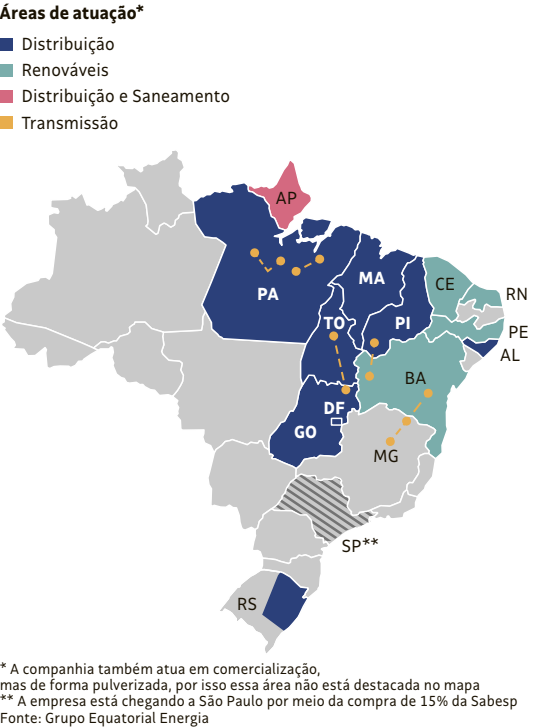 Áreas de atuação*
Distribuição
Renováveis
Distribuição e Saneamento
Transmissão
AP
PA
MA
CE
RN
TO
PI
PE
AL
BA
DF
GO
MG
SP**
RS
* A companhia também atua em comercialização,
mas de forma pulverizada, por isso essa área não está destacada no mapa
** A empresa está chegando a São Paulo por meio da compra de 15% da Sabesp
Fonte: Grupo Equatorial Energia